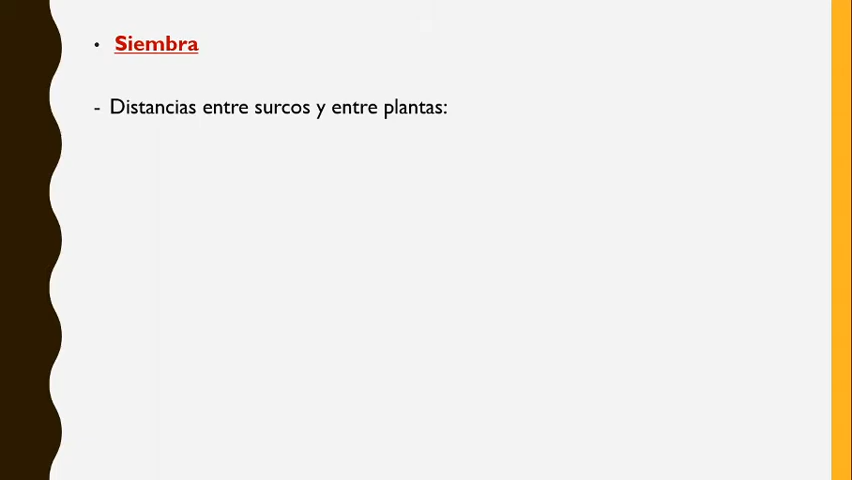 • Siembra
- Distancias entre surcos y entre plantas: